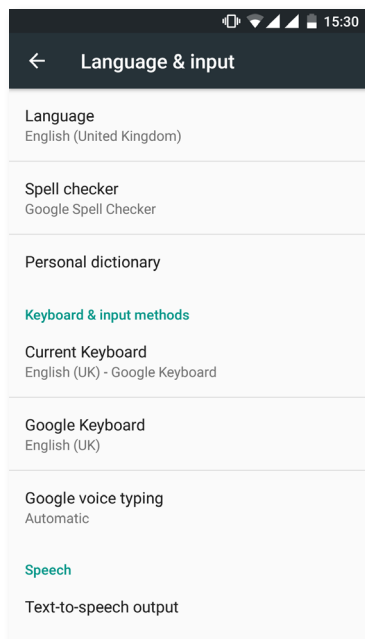 15:30
Language & input
Language
English (United Kingdom)
Spell checker
Google Spell Checker
Personal dictionary
Keyboard & input methods
Current Keyboard
English (UK) - Google Keyboard
Google Keyboard
English (UK)
Google voice typing
Automatic
Speech
Text-to-speech output